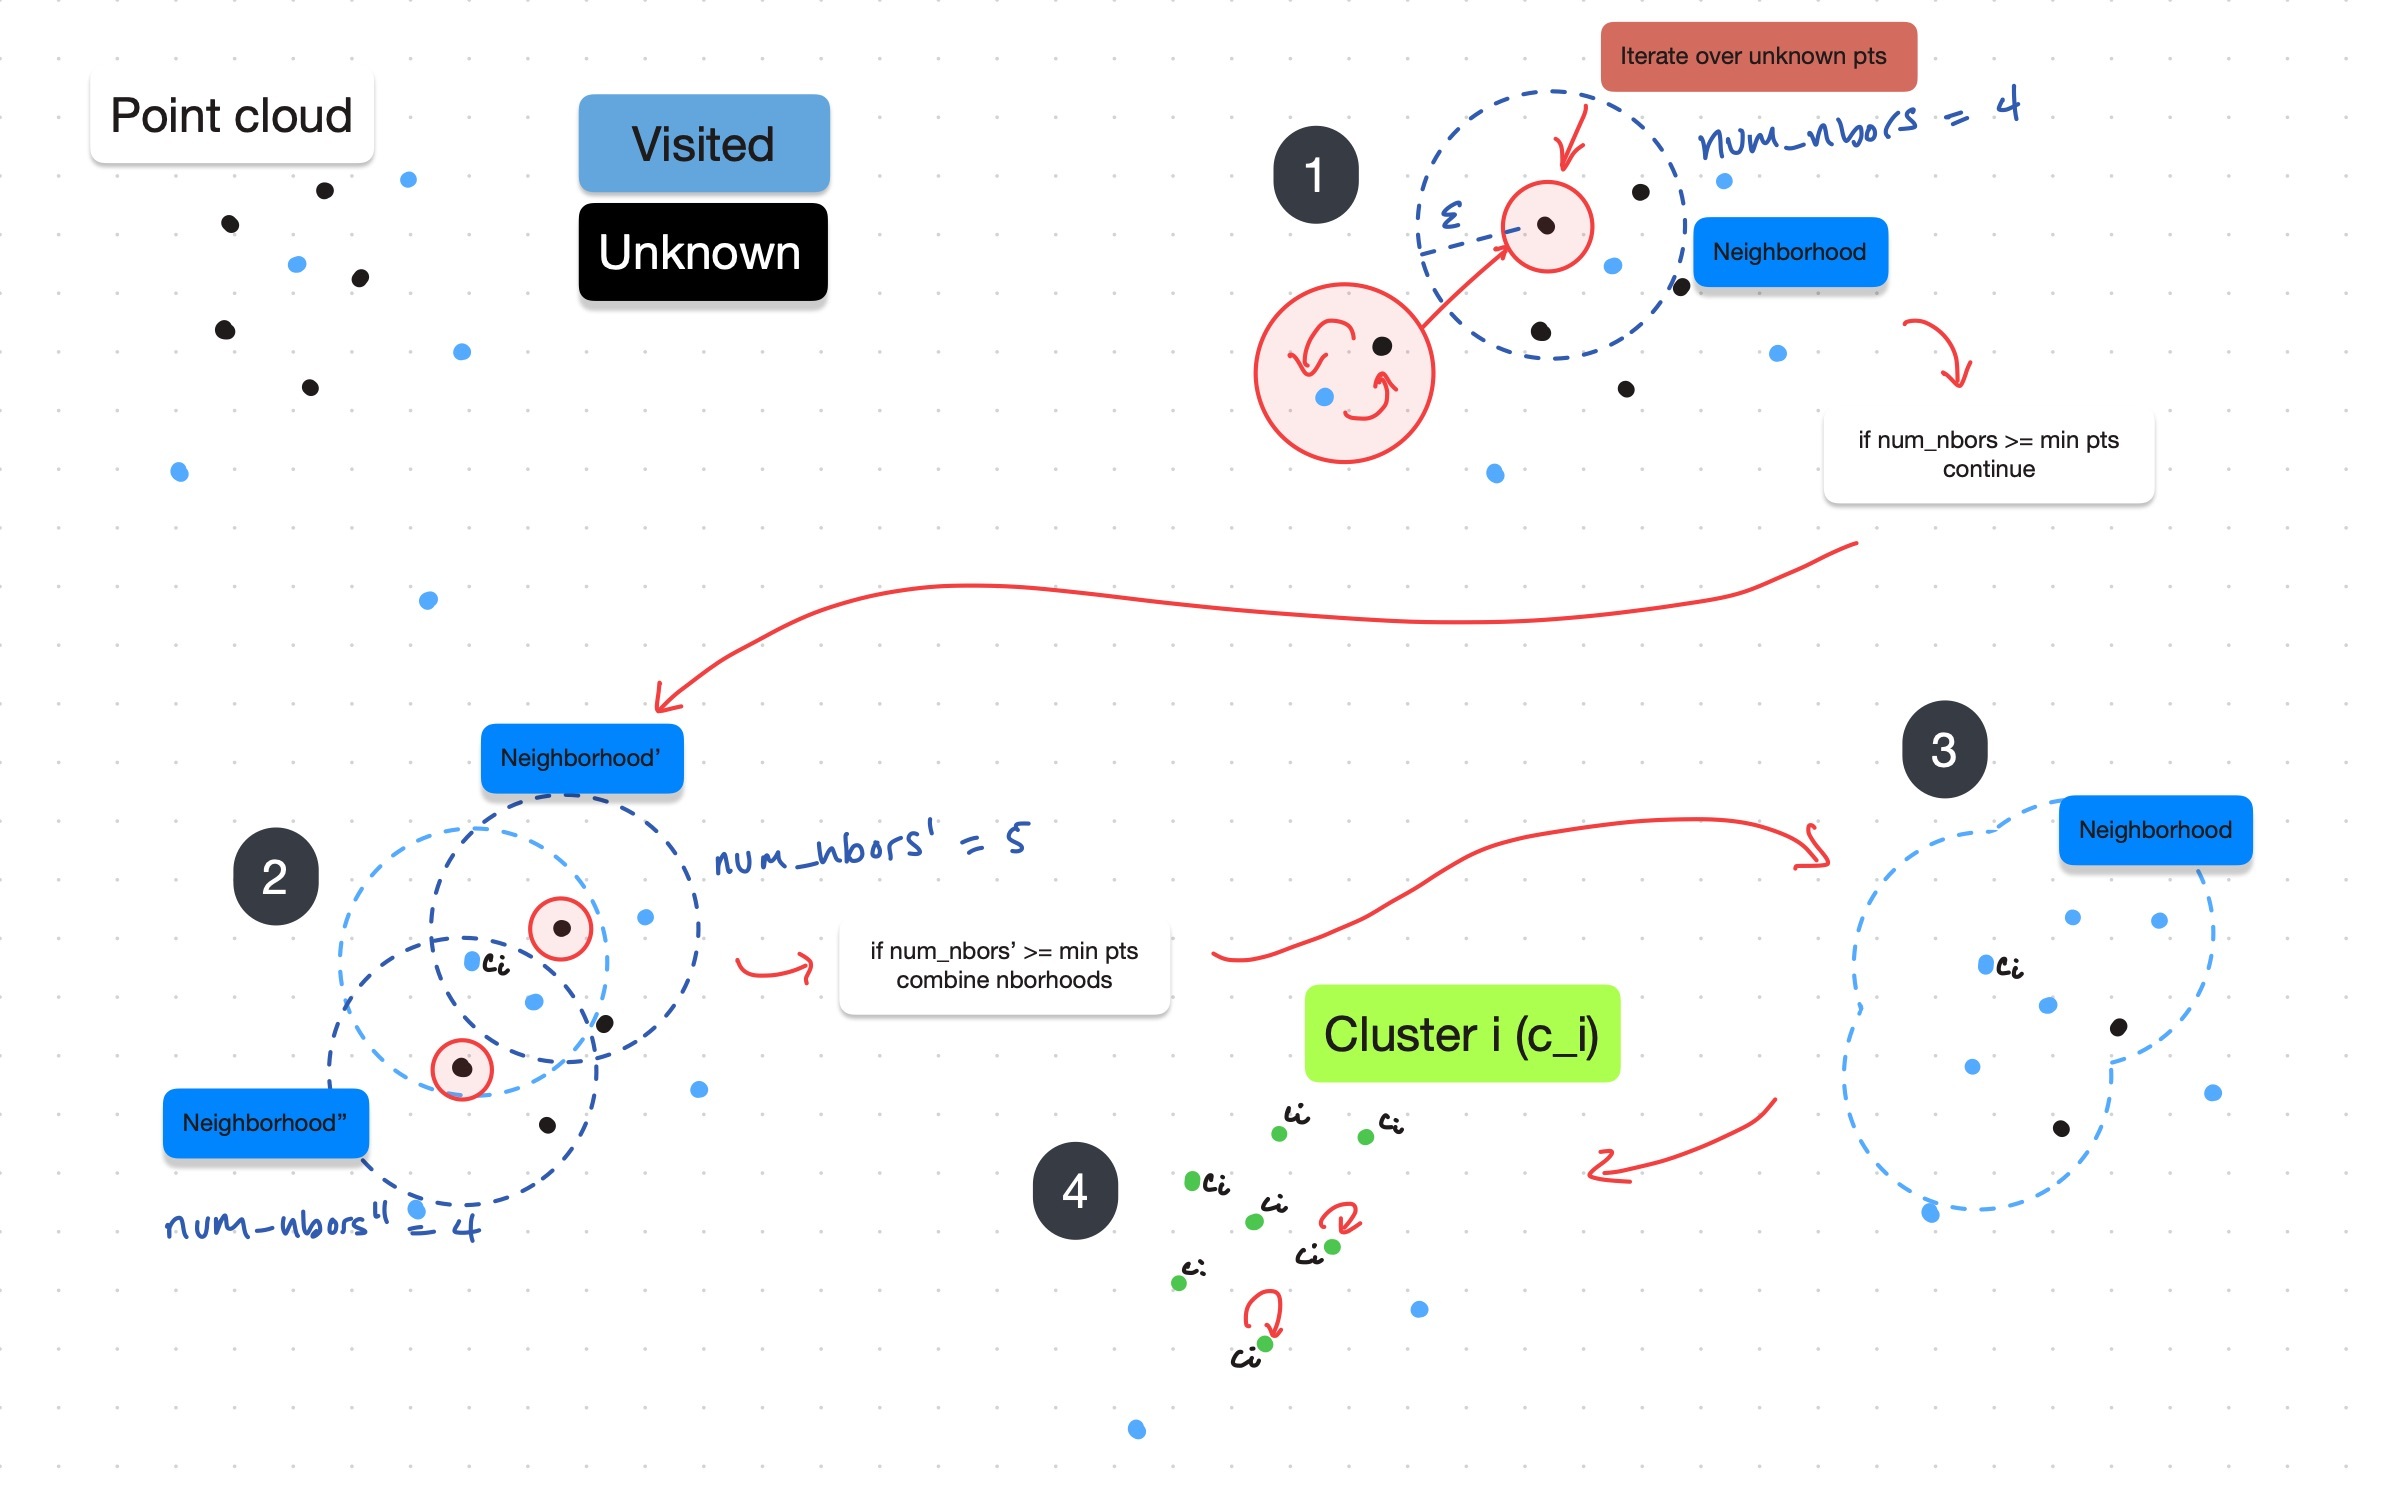 Point cloud
Visited
Unknown
1
Iterate over unknown pts
num_nbors = 4
ε
Neighborhood
if num_nbors >= min pts
continue
2
Neighborhood’
num_nbors' = 5
ci
if num_nbors’ >= min pts
combine nborhoods
Neighborhood”
num_nbors" = 4
3
Neighborhood
ci
Cluster i (c_i)
4
ci
ci
ci
ci
ci
ci
ci